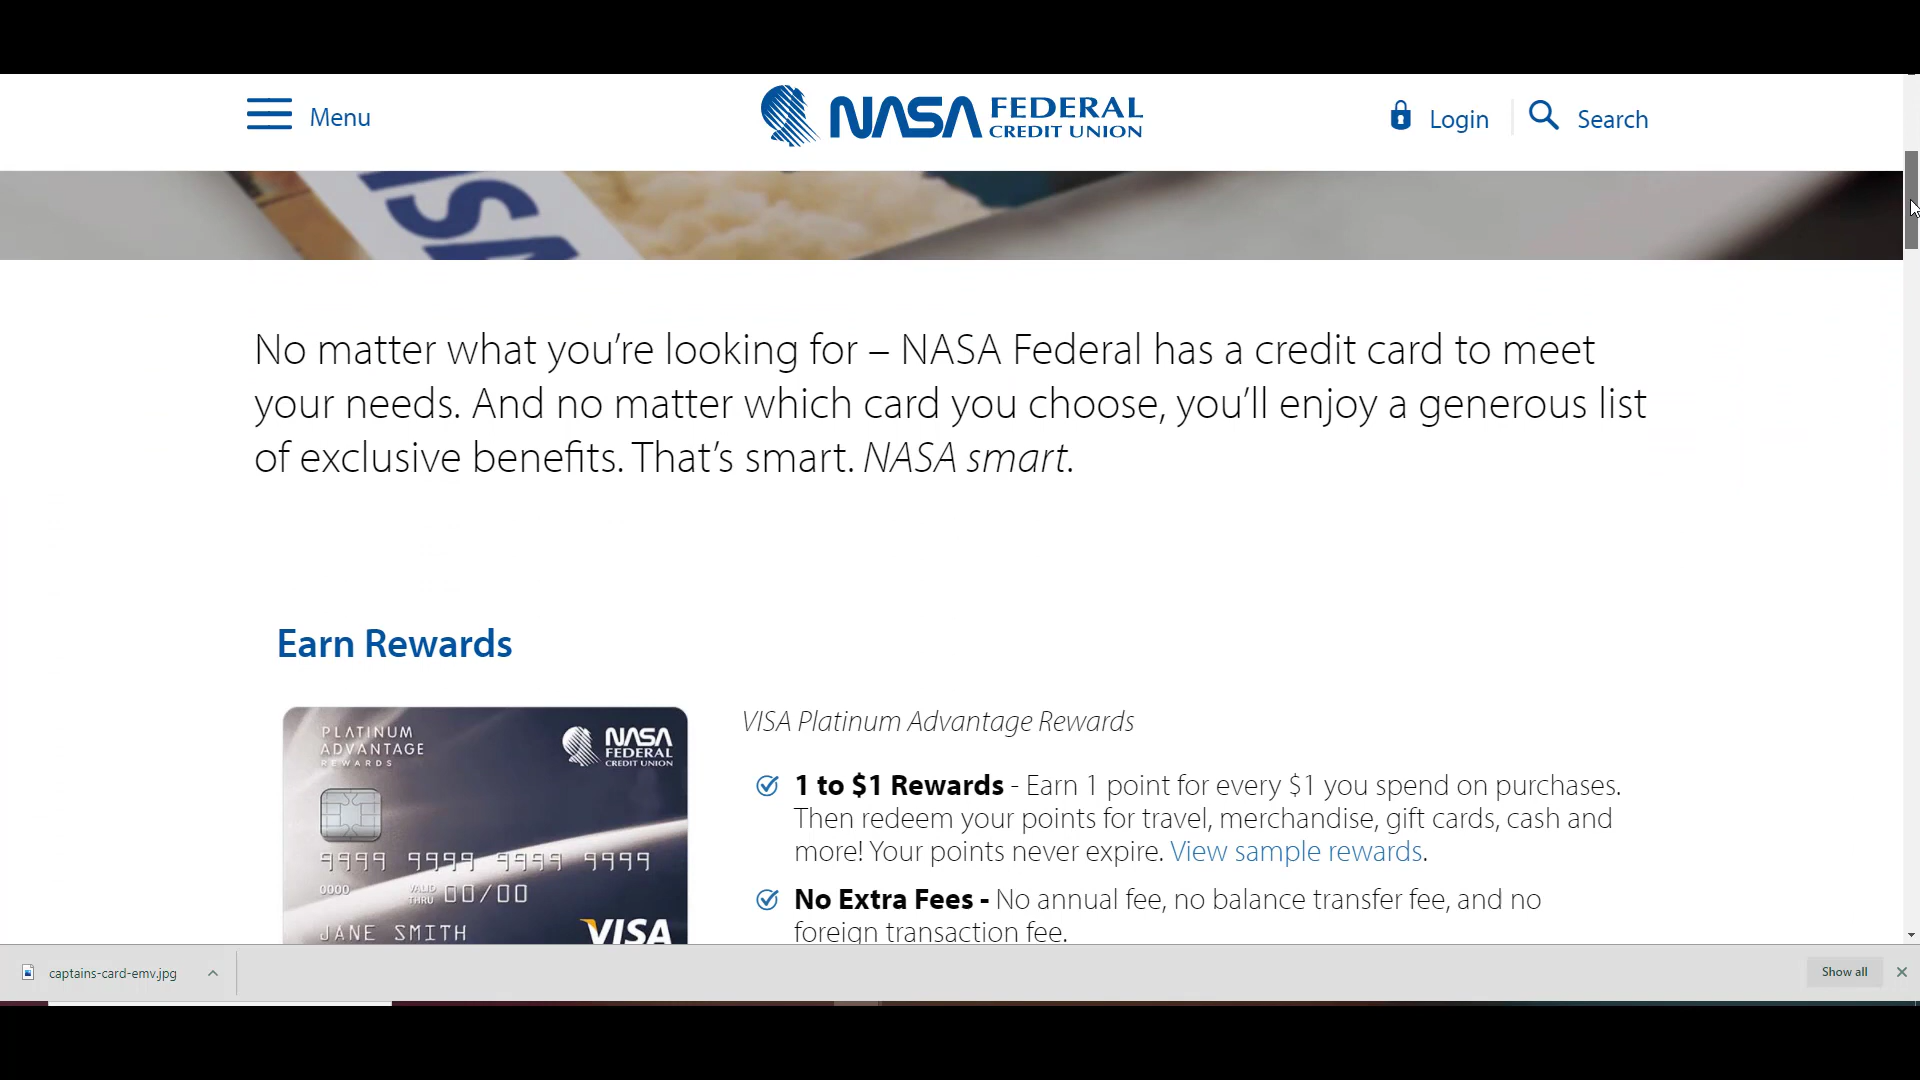 Menu
NASA FEDERAL
CREDIT UNION
Login
Search
ISA
No matter what you’re looking for – NASA Federal has a credit card to meet
your needs. And no matter which card you choose, you’ll enjoy a generous list
of exclusive benefits. That’s smart. NASA smart.
Earn Rewards
PLATINUM
ADVANTAGE
REWARDS
NASA
FEDERAL
CREDIT UNION
9999 9999 9999 9999
0000
VALID
THRU
00/00
JANE SMITH
VISA
VISA Platinum Advantage Rewards
1 to $1 Rewards - Earn 1 point for every $1 you spend on purchases.
Then redeem your points for travel, merchandise, gift cards, cash and
more! Your points never expire. View sample rewards.
No Extra Fees - No annual fee, no balance transfer fee, and no
foreign transaction fee.
captains-card-emv.jpg
Show all